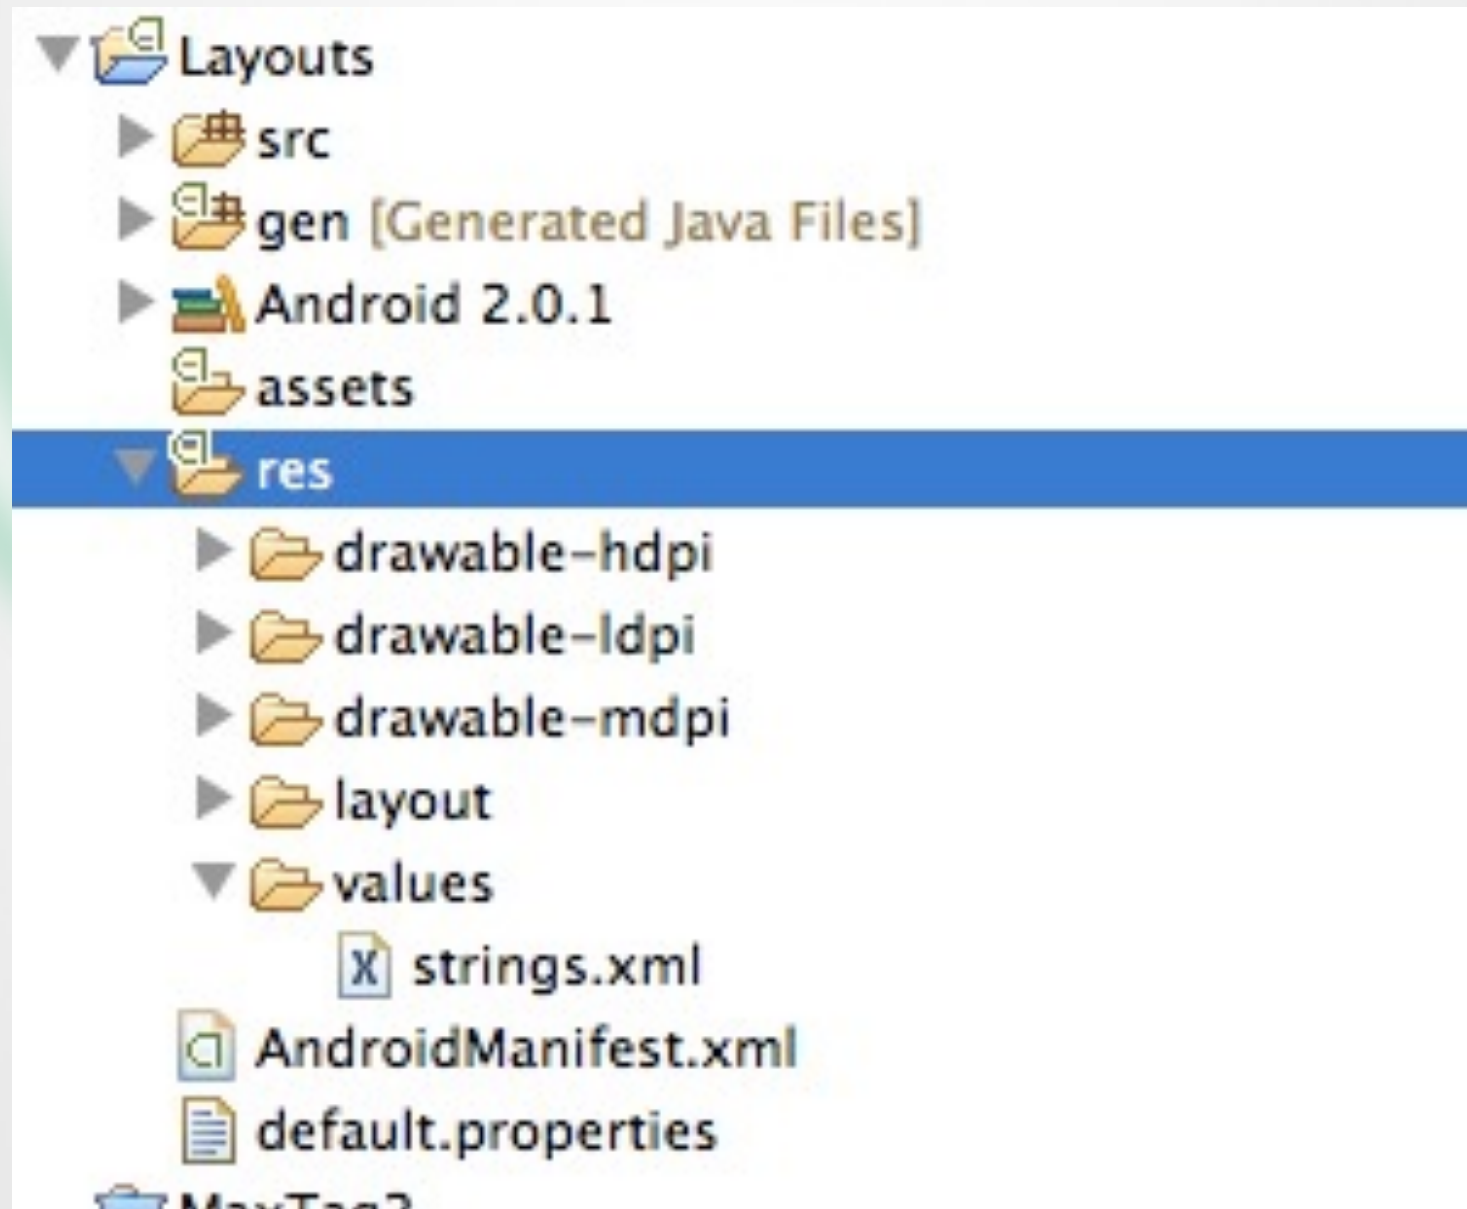 Layouts
src
gen [Generated Java Files]
Android 2.0.1
assets
res
drawable-hdpi
drawable-ldpi
drawable-mdpi
layout
values
strings.xml
AndroidManifest.xml
default.properties